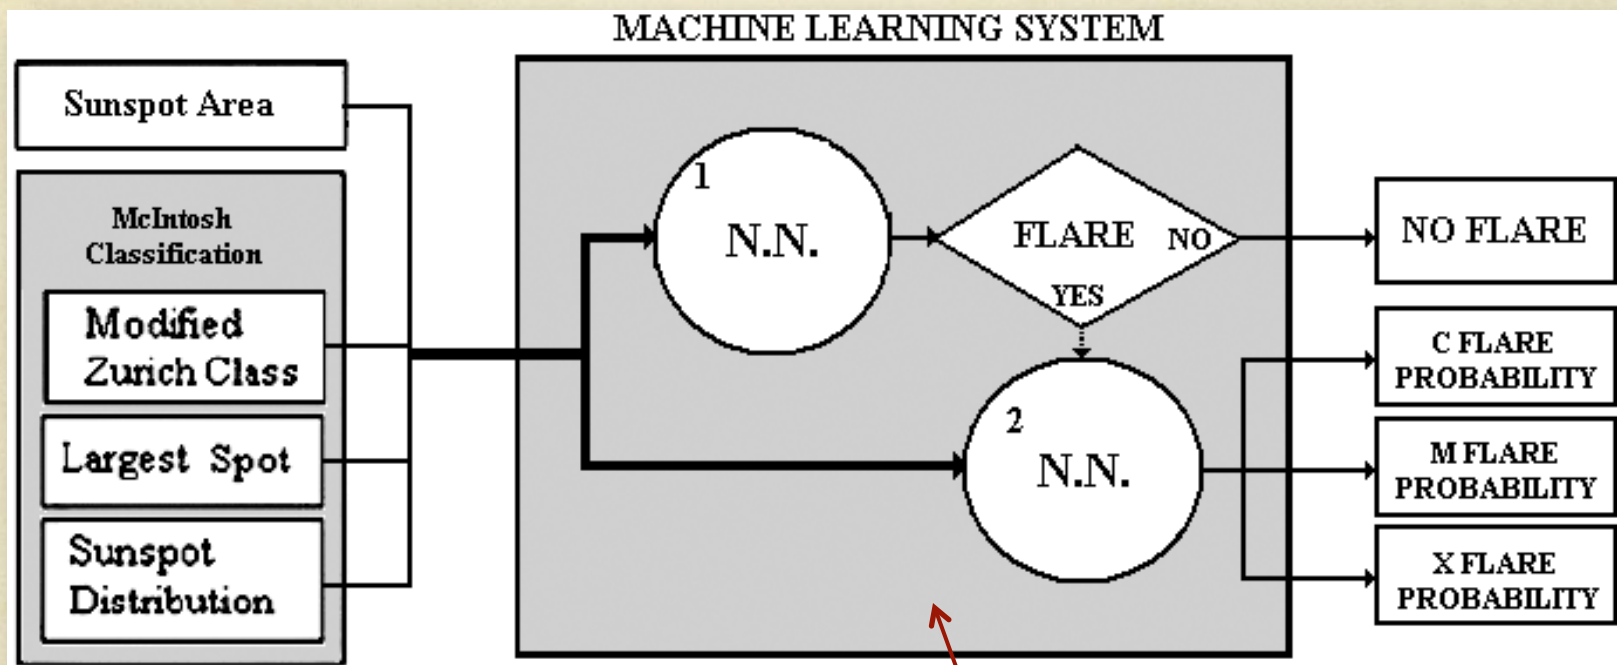 MACHINE LEARNING SYSTEM
Sunspot Area
McIntosh
Classification
Modified
Zurich Class
Largest Spot
Sunspot
Distribution
1
N.N.
FLARE
NO
YES
2
N.N.
NO FLARE
C FLARE
PROBABILITY
M FLARE
PROBABILITY
X FLARE
PROBABILITY